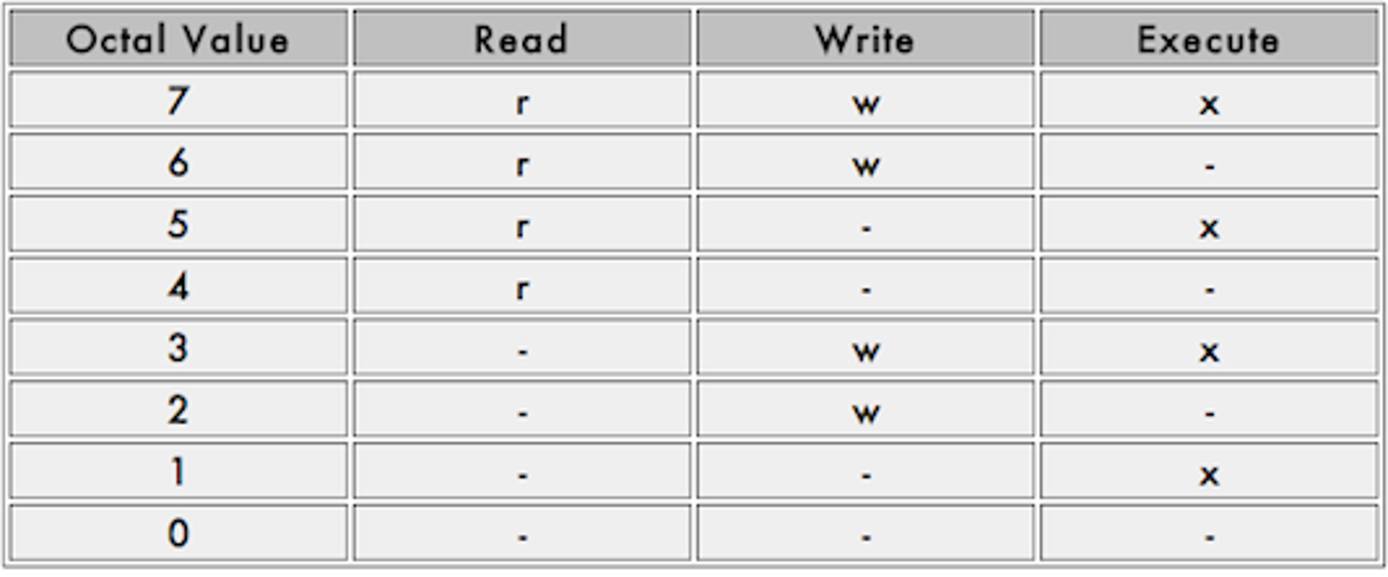 Octal Value Read Write Execute
7 r w x
6 r w -
5 r - x
4 r - -
3 - w x
2 - w -
1 - - x
0 - - -